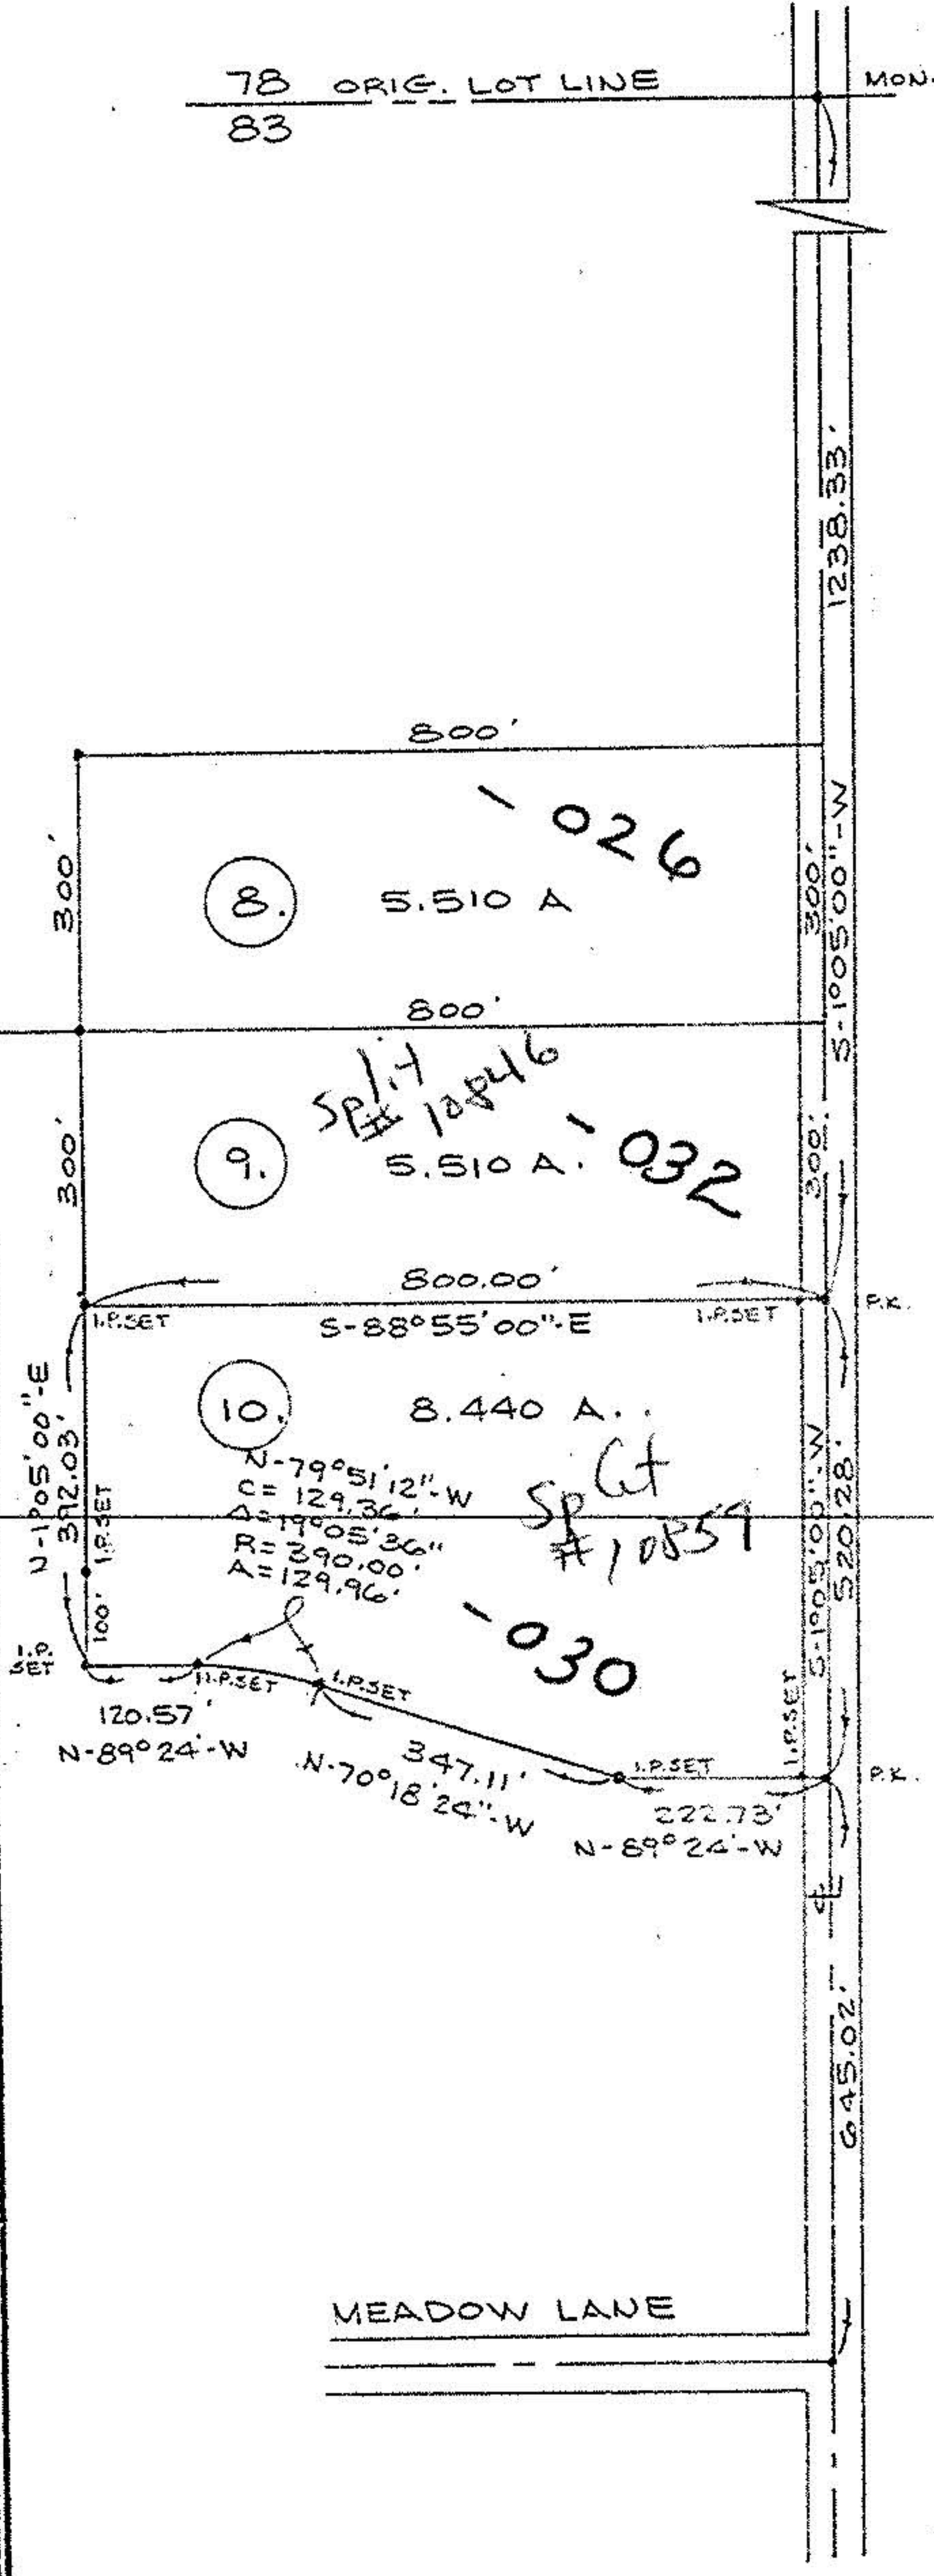 78 ORIG. LOT LINE
83
MON.
1238.33'
800'
- 026
300'
8.
5.510 A
300'
S-1°05'00"-W
800'
Split
# 10846
- 032
300'
9.
5.510 A.
300'
800.00'
I.P.SET
S-88°55'00"-E
I.P.SET
P.K.
N-1°05'00"-E
392.03'
10.
8.440 A.
N-79°51'12"-W
C= 129.36'
Δ=19°05'36"
R=390.00'
A=129.96'
Split
#10859
S-1°05'00"-W
520.28'
I.P.SET
100'
- 030
I.P.
SET
I.P.SET
I.P.SET
120.57'
N-89°24'-W
347.11'
N-70°18'24"-W
I.P.SET
I.P.SET
P.K.
222.73'
N-89°24'-W
℄
645.02'
MEADOW LANE